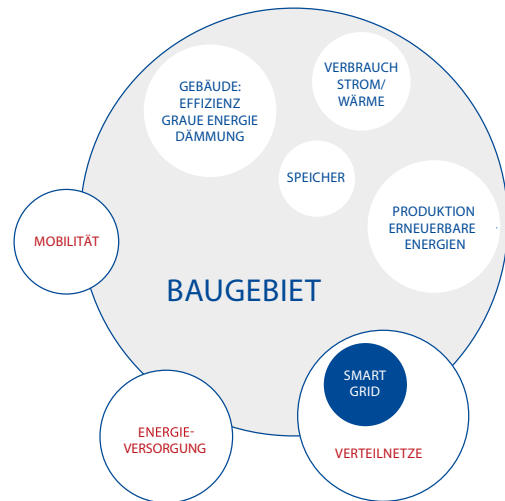 GEBÄUDE:
EFFIZIENZ
GRAUE ENERGIE
DÄMMUNG
VERBRAUCH
STROM/
WÄRME
SPEICHER
PRODUKTION
ERNEUERBARE
ENERGIEN
MOBILITÄT
BAUGEBIET
SMART
GRID
ENERGIE-
VERSORGUNG
VERTEILNETZE